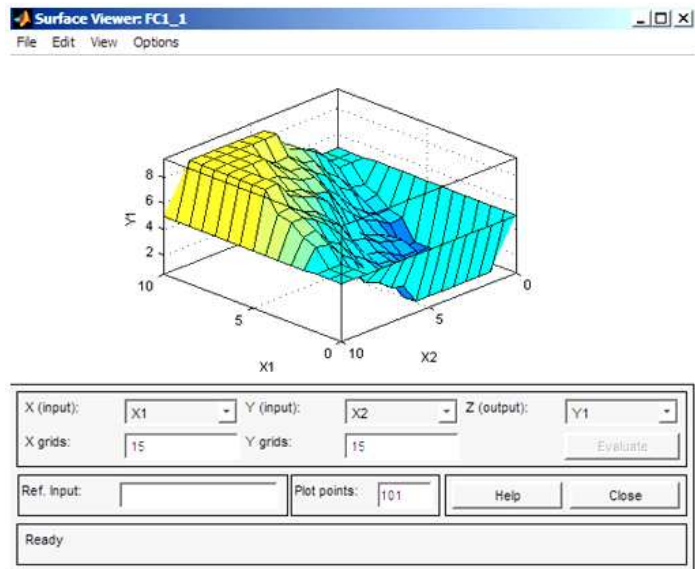 Surface Viewer: FC1_1
File Edit View Options
8
6
4
2
Y1
10
5
0
X1
10
5
0
X2
X (input): X1 Y (input): X2 Z (output): Y1
X grids: 15 Y grids: 15 Evaluate
Ref. Input: Plot points: 101 Help Close
Ready